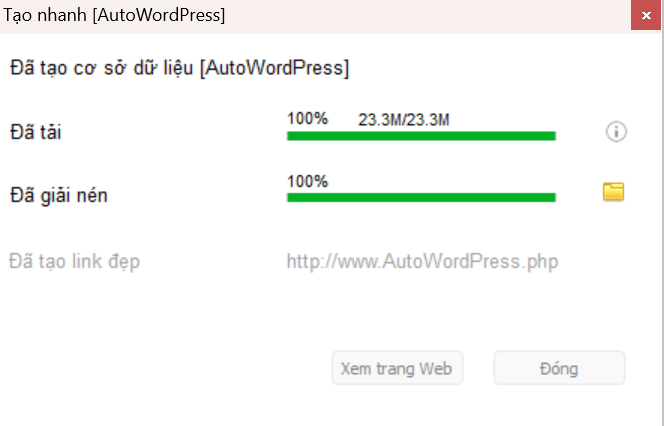 Tạo nhanh [AutoWordPress]
Đã tạo cơ sở dữ liệu [AutoWordPress]
100% 23.3M/23.3M
Đã tải
100%
Đã giải nén
Đã tạo link đẹp http://www.AutoWordPress.php
Xem trang Web Đóng